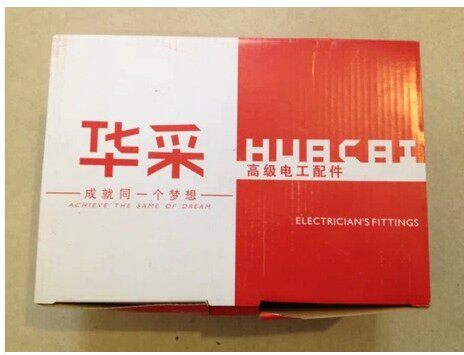 华采
成就同一个梦想
ACHIEVE THE SAME OF DREAM
HUACAI
高级电工配件
ELECTRICIAN'S FITTINGS